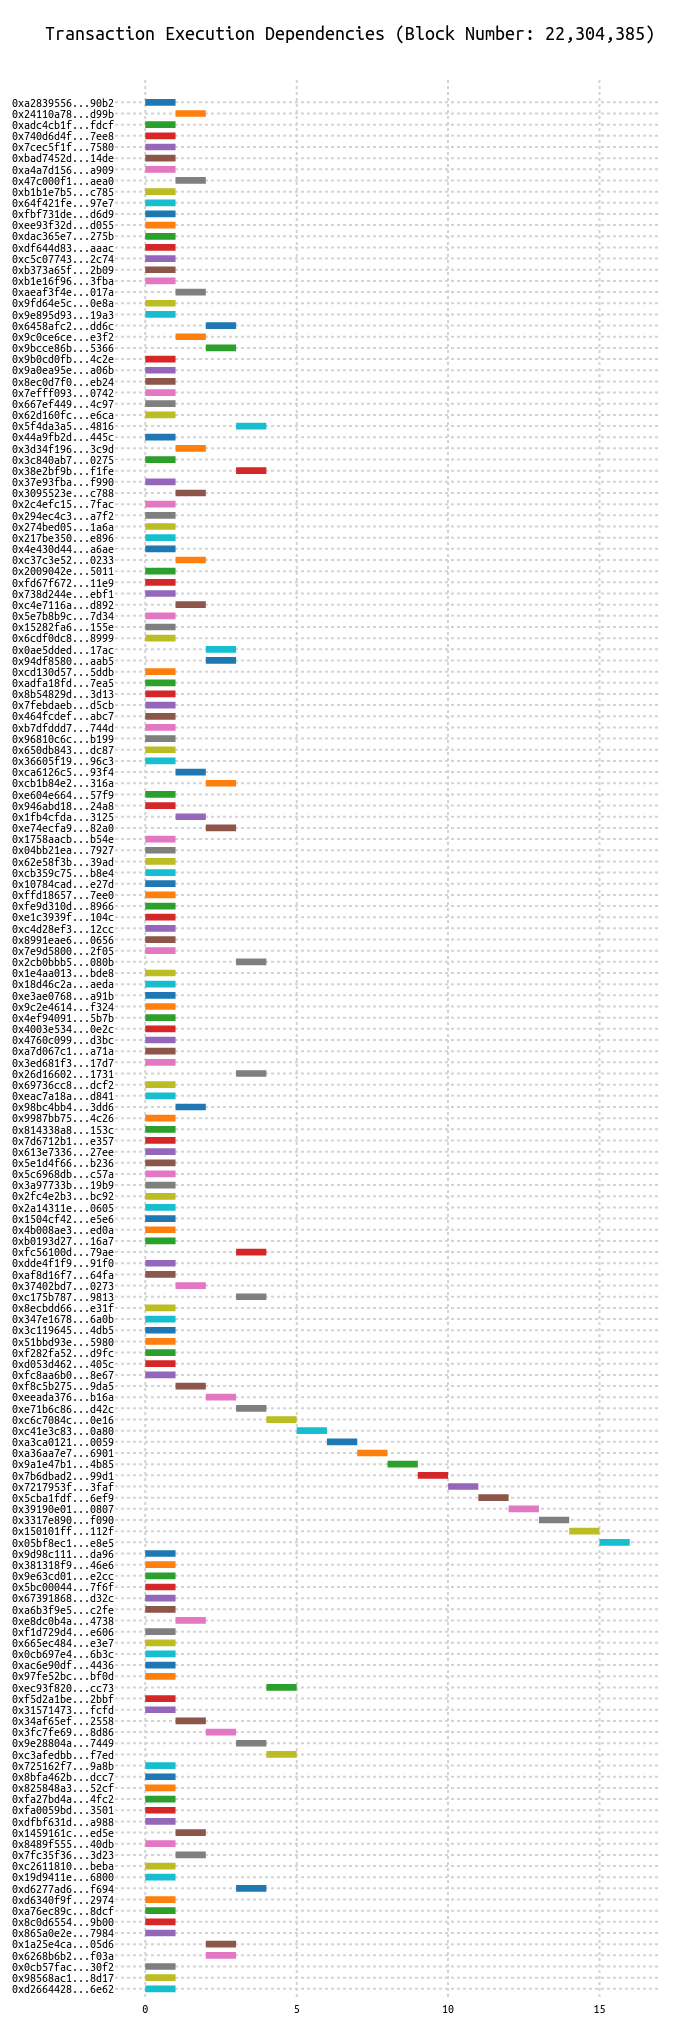 Transaction Execution Dependencies (Block Number: 22,304,385)
0xa2839556...90b2
0x24110a78...d99b
0xadc4cb1f...fdcf
0x740d6d4f...7ee8
0x7cec5f1f...7580
0xbad7452d...14de
0xa4a7d156...a909
0x47c000f1...aea0
0xb1b1e7b5...c785
0x64f421fe...97e7
0xfbf731de...d6d9
0xee93f32d...d055
0xdac365e7...275b
0xdf644d83...aaac
0xc5c07743...2c74
0xb373a65f...2b09
0xb1e16f96...3fba
0xaeaf3f4e...017a
0x9fd64e5c...0e8a
0x9e895d93...19a3
0x6458afc2...dd6c
0x9c0ce6ce...e3f2
0x9bcce86b...5366
0x9b0cd0fb...4c2e
0x9a0ea95e...a06b
0x8ec0d7f0...eb24
0x7efff093...0742
0x667ef449...4c97
0x62d160fc...e6ca
0x5f4da3a5...4816
0x44a9fb2d...445c
0x3d34f196...3c9d
0x3c840ab7...0275
0x38e2bf9b...f1fe
0x37e93fba...f990
0x3095523e...c788
0x2c4efc15...7fac
0x294ec4c3...a7f2
0x274bed05...1a6a
0x217be350...e896
0x4e430d44...a6ae
0xc37c3e52...0233
0x2009042e...5011
0xfd67f672...11e9
0x738d244e...ebf1
0xc4e7116a...d892
0x5e7b8b9c...7d34
0x15282fa6...155e
0x6cdf0dc8...8999
0x0ae5dded...17ac
0x94df8580...aab5
0xcd130d57...5ddb
0xadfa18fd...7ea5
0x8b54829d...3d13
0x7febdaeb...d5cb
0x464fcdef...abc7
0xb7dfddd7...744d
0x96810c6c...b199
0x650db843...dc87
0x36605f19...96c3
0xca6126c5...93f4
0xcb1b84e2...316a
0xe604e664...57f9
0x946abd18...24a8
0x1fb4cfda...3125
0xe74ecfa9...82a0
0x1758aacb...b54e
0x04bb21ea...7927
0x62e58f3b...39ad
0xcb359c75...b8e4
0x10784cad...e27d
0xffd18657...7ee0
0xfe9d310d...8966
0xe1c3939f...104c
0xc4d28ef3...12cc
0x8991eae6...0656
0x7e9d5800...2f05
0x2cb0bbb5...080b
0x1e4aa013...bde8
0x18d46c2a...aeda
0xe3ae0768...a91b
0x9c2e4614...f324
0x4ef94091...5b7b
0x4003e534...0e2c
0x4760c099...d3bc
0xa7d067c1...a71a
0x3ed681f3...17d7
0x26d16602...1731
0x69736cc8...dcf2
0xeac7a18a...d841
0x98bc4bb4...3dd6
0x9987bb75...4c26
0x814338a8...153c
0x7d6712b1...e357
0x613e7336...27ee
0x5e1d4f66...b236
0x5c6968db...c57a
0x3a97733b...19b9
0x2fc4e2b3...bc92
0x2a14311e...0605
0x1504cf42...e5e6
0x4b008ae3...ed0a
0xb0193d27...16a7
0xfc56100d...79ae
0xdde4f1f9...91f0
0xaf8d16f7...64fa
0x37402bd7...0273
0xc175b787...9813
0x8ecbdd66...e31f
0x347e1678...6a0b
0x3c119645...4db5
0x51bbd93e...5980
0xf282fa52...d9fc
0xd053d462...405c
0xfc8aa6b0...8e67
0xf8c5b275...9da5
0xeeada376...b16a
0xe71b6c86...d42c
0xc6c7084c...0e16
0xc41e3c83...0a80
0xa3ca0121...0059
0xa36aa7e7...6901
0x9a1e47b1...4b85
0x7b6dbad2...99d1
0x7217953f...3faf
0x5cba1fdf...6ef9
0x39190e01...0807
0x3317e890...f090
0x150101ff...112f
0x05bf8ec1...e8e5
0x9d98c111...da96
0x381318f9...46e6
0x9e63cd01...e2cc
0x5bc00044...7f6f
0x67391868...d32c
0xa6b3f9e5...c2fe
0xe8dc0b4a...4738
0xf1d729d4...e606
0x665ec484...e3e7
0x0cb697e4...6b3c
0xac6e90df...4436
0x97fe52bc...bf0d
0xec93f820...cc73
0xf5d2a1be...2bbf
0x31571473...fcfd
0x34af65ef...2558
0x3fc7fe69...8d86
0x9e28804a...7449
0xc3afedbb...f7ed
0x725162f7...9a8b
0x8bfa462b...dcc7
0x825848a3...52cf
0xfa27bd4a...4fc2
0xfa0059bd...3501
0xdfbf631d...a988
0x1459161c...ed5e
0x8489f555...40db
0x7fc35f36...3d23
0xc2611810...beba
0x19d9411e...6800
0xd6277ad6...f694
0xd6340f9f...2974
0xa76ec89c...8dcf
0x8c0d6554...9b00
0x865a0e2e...7984
0x1a25e4ca...05d6
0x6268b6b2...f03a
0x0cb57fac...30f2
0x98568ac1...8d17
0xd2664428...6e62
0 5 10 15